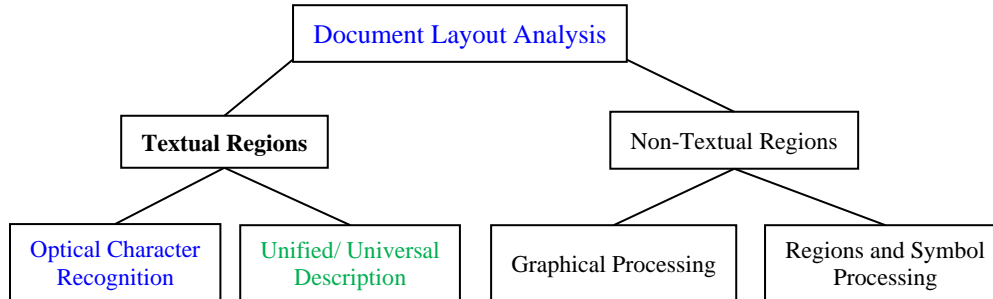 Document Layout Analysis
Textual Regions
Non-Textual Regions
Optical Character
Recognition
Unified/ Universal
Description
Graphical Processing
Regions and Symbol
Processing